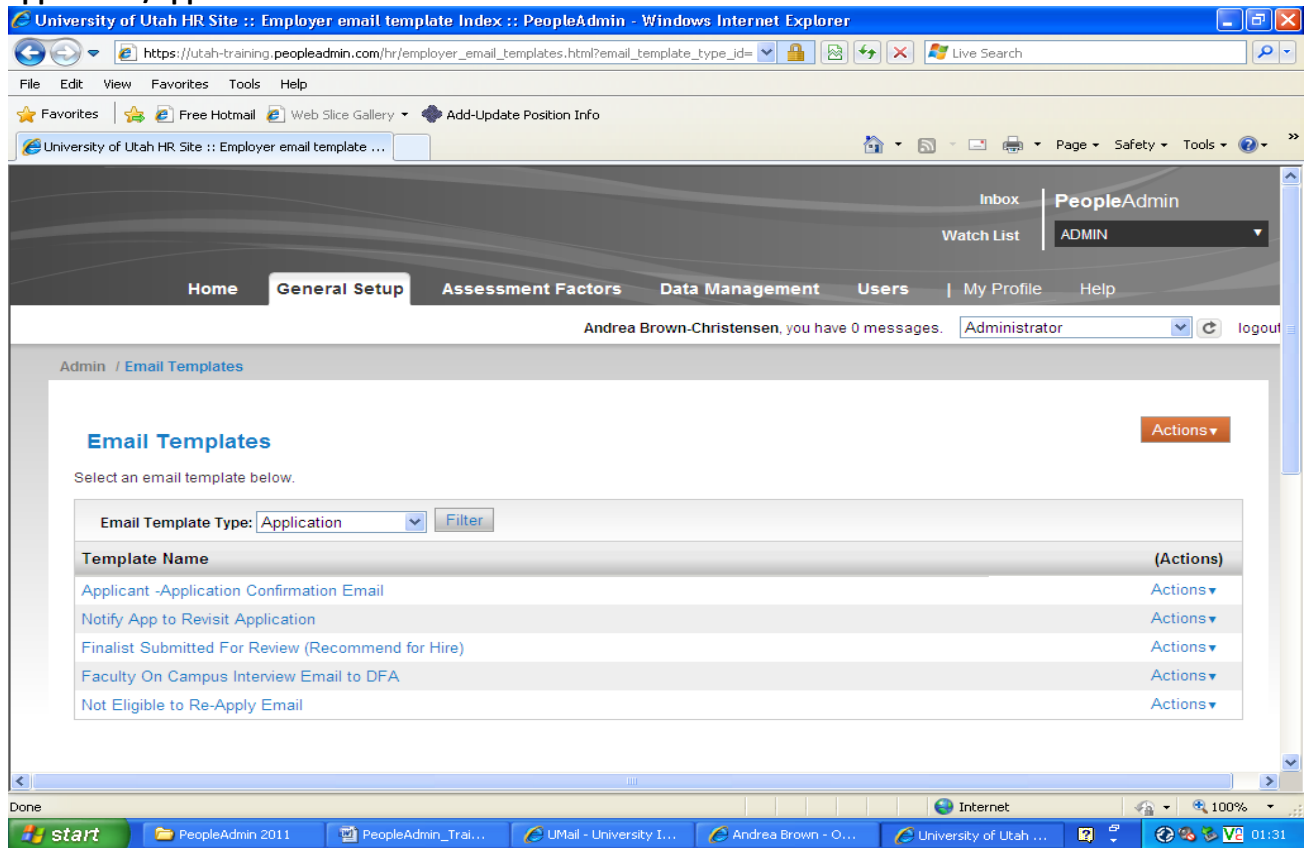 University of Utah HR Site :: Employer email template Index :: PeopleAdmin - Windows Internet Explorer
https://utah-training.peopleadmin.com/hr/employer_email_templates.html?email_template_type_id=
Live Search
File Edit View Favorites Tools Help
Favorites Free Hotmail Web Slice Gallery Add-Update Position Info
University of Utah HR Site :: Employer email template ...
Page Safety Tools »
Inbox PeopleAdmin
Watch List ADMIN
Home General Setup Assessment Factors Data Management Users | My Profile Help
Andrea Brown-Christensen, you have 0 messages. Administrator logout
Admin / Email Templates
Email Templates Actions
Select an email template below.
Email Template Type: Application Filter
Template Name (Actions)
Applicant -Application Confirmation Email Actions
Notify App to Revisit Application Actions
Finalist Submitted For Review (Recommend for Hire) Actions
Faculty On Campus Interview Email to DFA Actions
Not Eligible to Re-Apply Email Actions
Done Internet 100%
start PeopleAdmin 2011 PeopleAdmin_Trai... UMail - University I... Andrea Brown - O... University of Utah ... V2 01:31